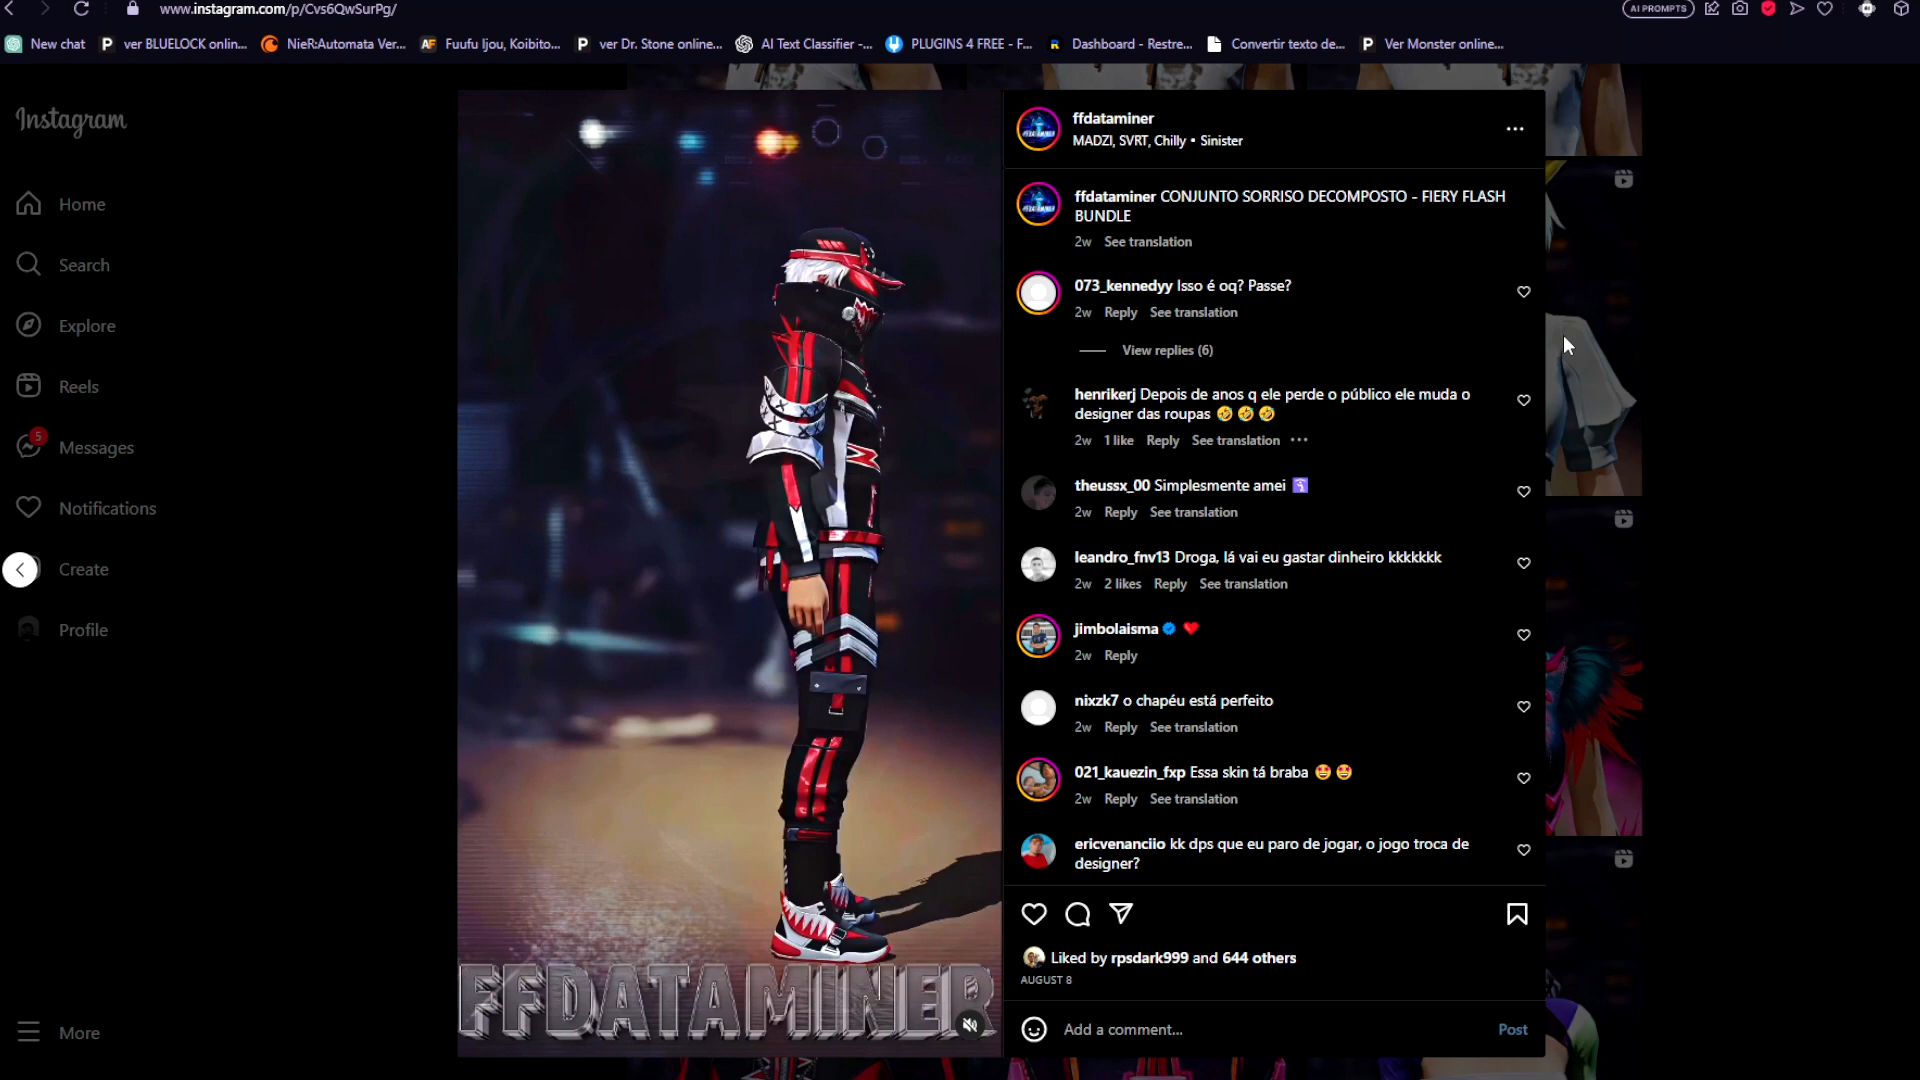 www.instagram.com/p/Cvs6QwSurPg/
AI PROMPTS
New chat
ver BLUELOCK onlin...
NieR:Automata Ver...
Fuufu Ijou, Koibito...
ver Dr. Stone online...
AI Text Classifier -...
PLUGINS 4 FREE - F...
Dashboard - Restre...
Convertir texto de...
Ver Monster online...
Instagram
Home
Search
Explore
Reels
5
Messages
Notifications
Create
Profile
More
FFDATAMINER
ffdataminer
MADZI, SVRT, Chilly • Sinister
ffdataminer CONJUNTO SORRISO DECOMPOSTO - FIERY FLASH
BUNDLE
2w See translation
073_kennedyy Isso é oq? Passe?
2w Reply See translation
View replies (6)
henrikerj Depois de anos q ele perde o público ele muda o
designer das roupas 🤣 🤣 🤣
2w 1 like Reply See translation
theussx_00 Simplesmente amei 🛐
2w Reply See translation
leandro_fnv13 Droga, lá vai eu gastar dinheiro kkkkkkk
2w 2 likes Reply See translation
jimbolaisma ❤️
2w Reply
nixzk7 o chapéu está perfeito
2w Reply See translation
021_kauezin_fxp Essa skin tá braba 🤩 🤩
2w Reply See translation
ericvenanciio kk dps que eu paro de jogar, o jogo troca de
designer?
Liked by rpsdark999 and 644 others
AUGUST 8
Add a comment...
Post